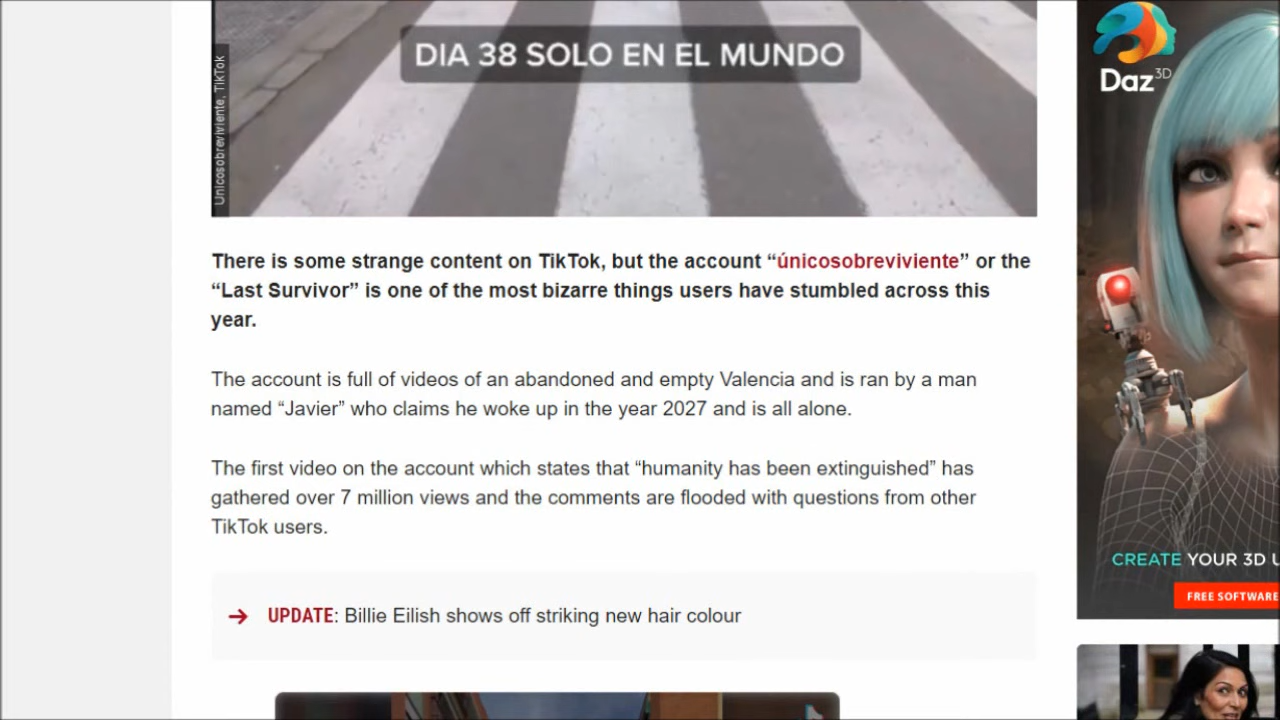 DIA 38 SOLO EN EL MUNDO
Unicosobreviviente, TikTok
There is some strange content on TikTok, but the account “únicosobreviviente” or the
“Last Survivor” is one of the most bizarre things users have stumbled across this
year.
The account is full of videos of an abandoned and empty Valencia and is ran by a man
named “Javier” who claims he woke up in the year 2027 and is all alone.
The first video on the account which states that “humanity has been extinguished” has
gathered over 7 million views and the comments are flooded with questions from other
TikTok users.
UPDATE: Billie Eilish shows off striking new hair colour
Daz 3D
CREATE YOUR 3D
FREE SOFTWARE